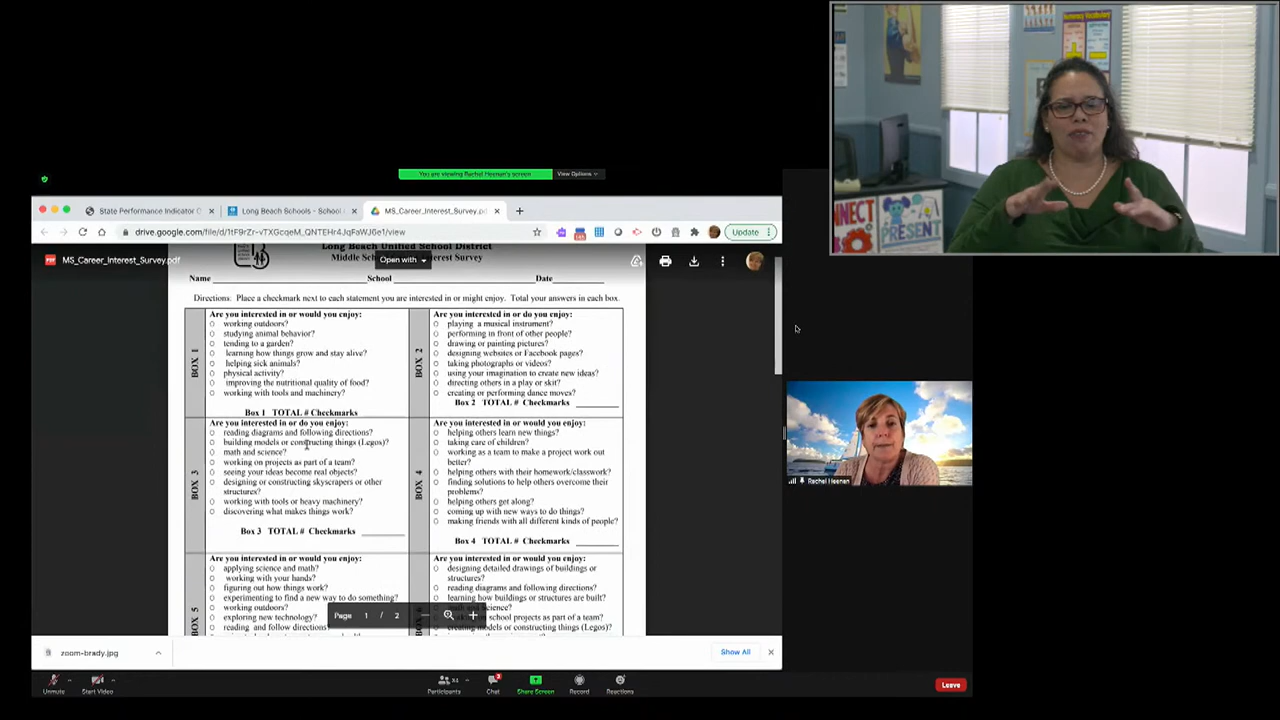 Numeracy Vocabulary
You are viewing Rachel Heenan's screen
View Options
State Performance Indicator
Long Beach Schools - School
MS_Career_Interest_Survey.pd
drive.google.com/file/d/1tF9rZr-vTXGcqeM_QNTEHr4JqFaWJ6e1/view
Update
Long Beach Unified School District
MS_Career_Interest_Survey.pdf
Open with
Name
School
Date
Directions: Place a checkmark next to each statement you are interested in or might enjoy. Total your answers in each box.
BOX 1
Are you interested in or would you enjoy:
working outdoors?
studying animal behavior?
tending to a garden?
learning how things grow and stay alive?
helping sick animals?
physical activity?
improving the nutritional quality of food?
working with tools and machinery?
Box 1 TOTAL # Checkmarks
BOX 2
Are you interested in or do you enjoy:
playing a musical instrument?
performing in front of other people?
drawing or painting pictures?
designing websites or Facebook pages?
taking photographs or videos?
using your imagination to create new ideas?
directing others in a play or skit?
creating or performing dance moves?
Box 2 TOTAL # Checkmarks
BOX 3
Are you interested in or do you enjoy:
reading diagrams and following directions?
building models or constructing things (Legos)?
math and science?
working on projects as part of a team?
seeing your ideas become real objects?
designing or constructing skyscrapers or other
structures?
working with tools or heavy machinery?
discovering what makes things work?
Box 3 TOTAL # Checkmarks
BOX 4
Are you interested in or would you enjoy:
helping others learn new things?
taking care of children?
working as a team to make a project work out
better?
helping others with their homework/classwork?
finding solutions to help others overcome their
problems?
helping others get along?
coming up with new ways to do things?
making friends with all different kinds of people?
Box 4 TOTAL # Checkmarks
BOX 5
Are you interested in or would you enjoy:
applying science and math?
working with your hands?
figuring out how things work?
experimenting to find a new way to do something?
working outdoors?
exploring new technology?
reading and follow directions
Are you interested in or would you enjoy:
designing detailed drawings of buildings or
structures?
reading diagrams and following directions?
learning how buildings or structures are built?
school projects as part of a team?
creating models or constructing things (Legos)?
Page 1 / 2
zoom-brady.jpg
Show All
Rachel Heenan
Unmute
Start Video
Participants
Chat
Share Screen
Record
Reactions
Leave